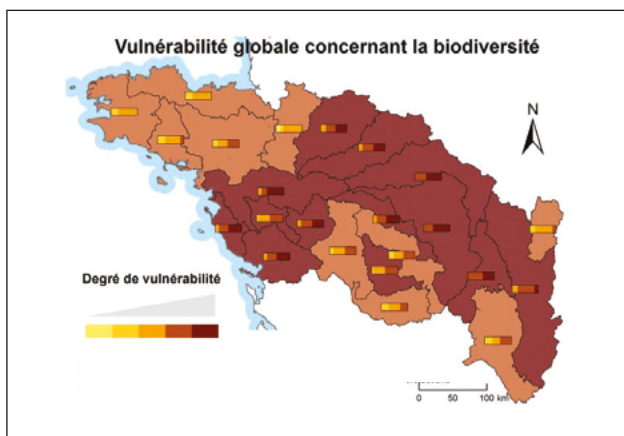 Vulnérabilité globale concernant la biodiversité
N
Degré de vulnérabilité
0 50 100 km